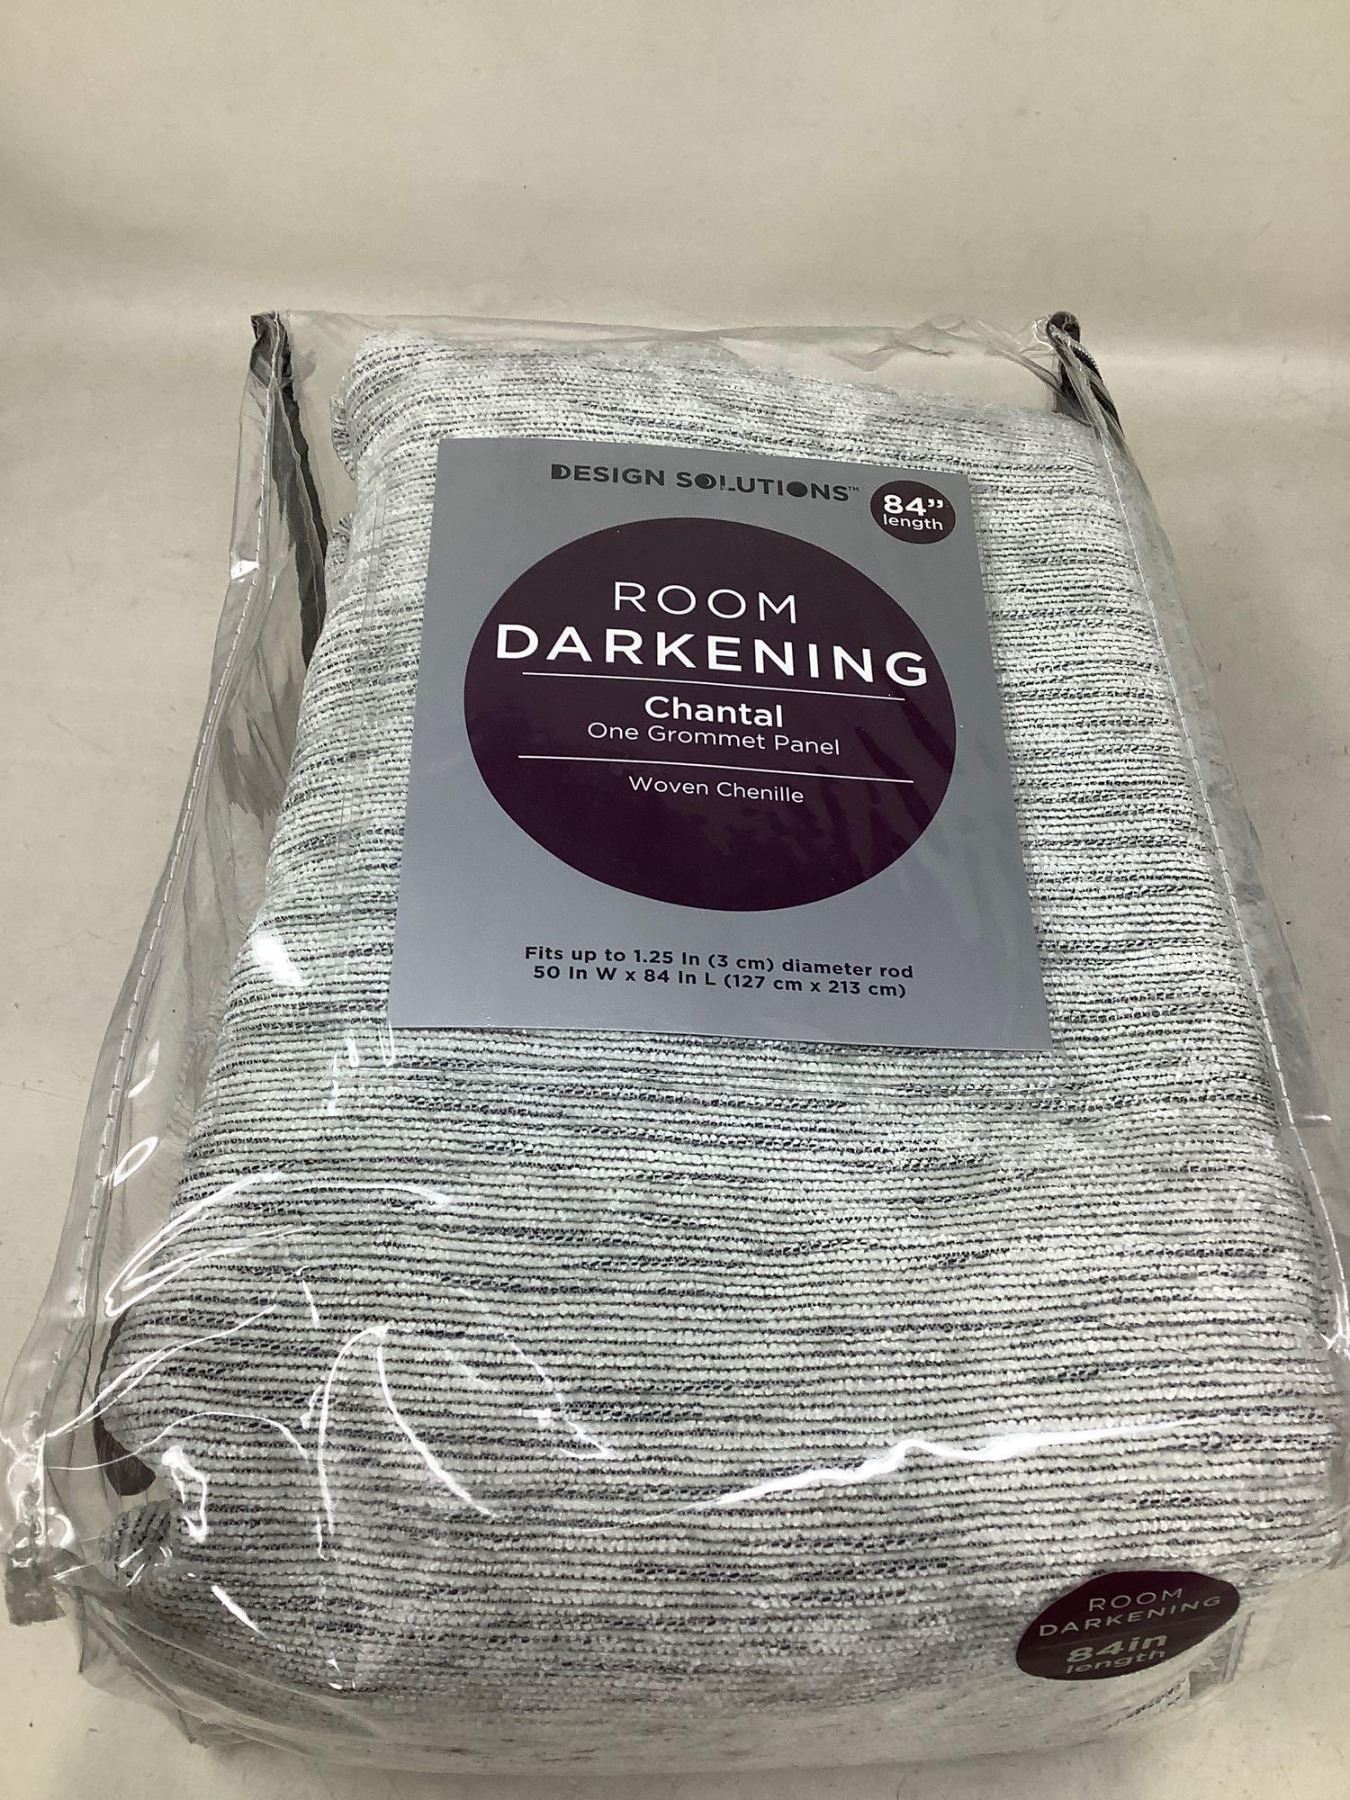 DESIGN SOLUTIONS™
84”
length
ROOM
DARKENING
Chantal
One Grommet Panel
Woven Chenille
Fits up to 1.25 In (3 cm) diameter rod
50 In W x 84 In L (127 cm x 213 cm)
ROOM
DARKENING
84in
length